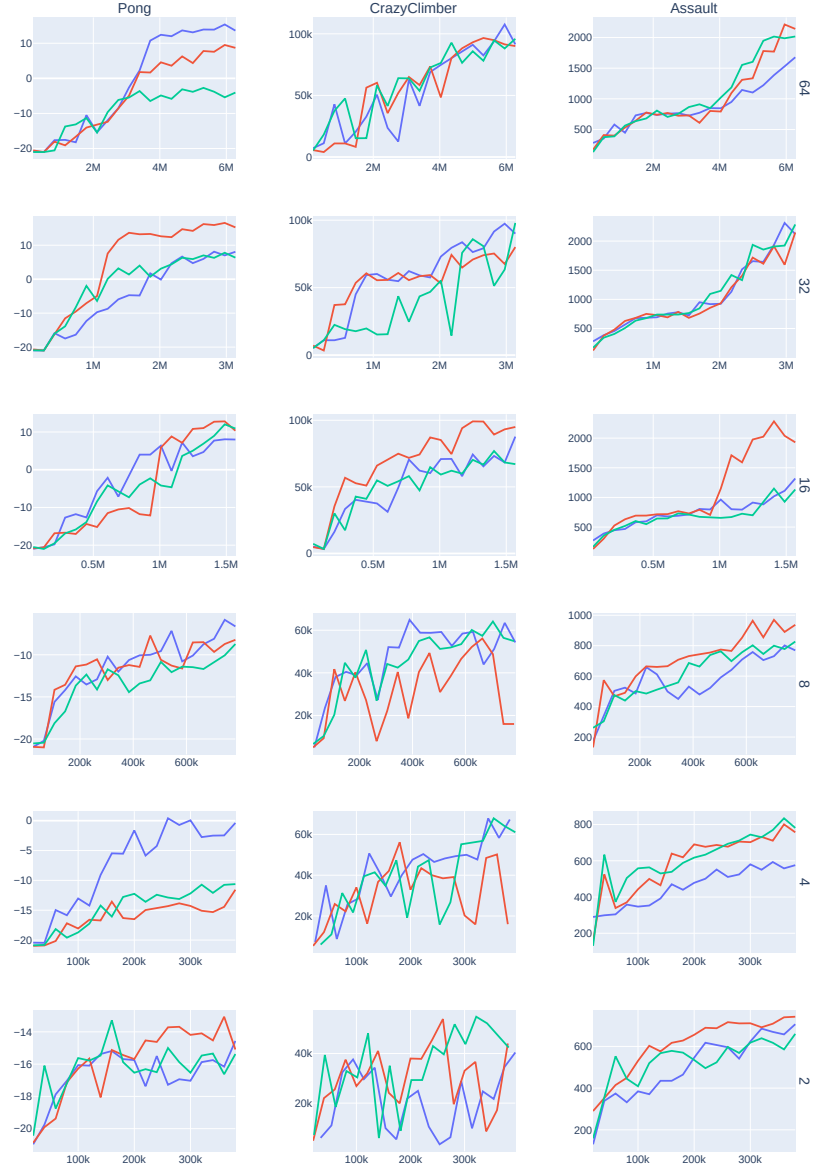 Pong CrazyClimber Assault
10
0
−10
−20
2M 4M 6M
100k
50k
0
2M 4M 6M
2000
1500
1000
500
2M 4M 6M
64
10
0
−10
−20
1M 2M 3M
100k
50k
0
1M 2M 3M
2000
1500
1000
500
1M 2M 3M
32
10
0
−10
−20
0.5M 1M 1.5M
100k
50k
0
0.5M 1M 1.5M
2000
1500
1000
500
0.5M 1M 1.5M
16
−10
−15
−20
200k 400k 600k
60k
40k
20k
200k 400k 600k
1000
800
600
400
200
200k 400k 600k
8
0
−5
−10
−15
−20
100k 200k 300k
60k
40k
20k
100k 200k 300k
800
600
400
200
100k 200k 300k
4
−14
−16
−18
−20
100k 200k 300k
40k
20k
100k 200k 300k
600
400
200
100k 200k 300k
2